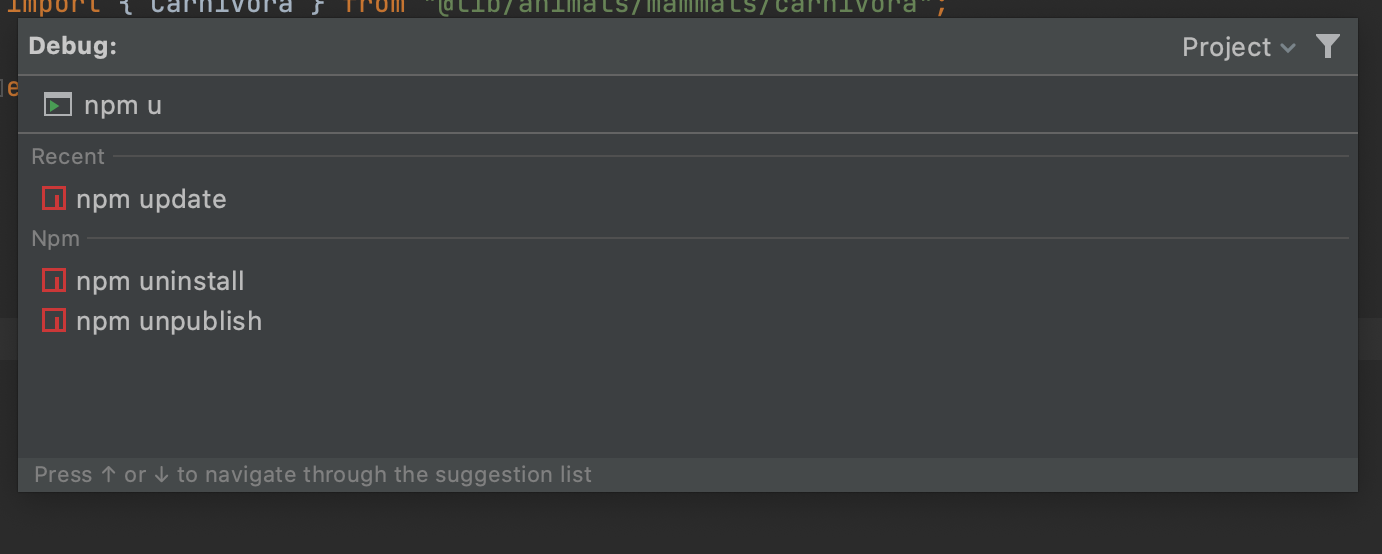 import { Carnivora } from "@lib/animals/mammals/carnivora";
Debug:
Project
e
npm u
Recent
npm update
Npm
npm uninstall
npm unpublish
Press ↑ or ↓ to navigate through the suggestion list